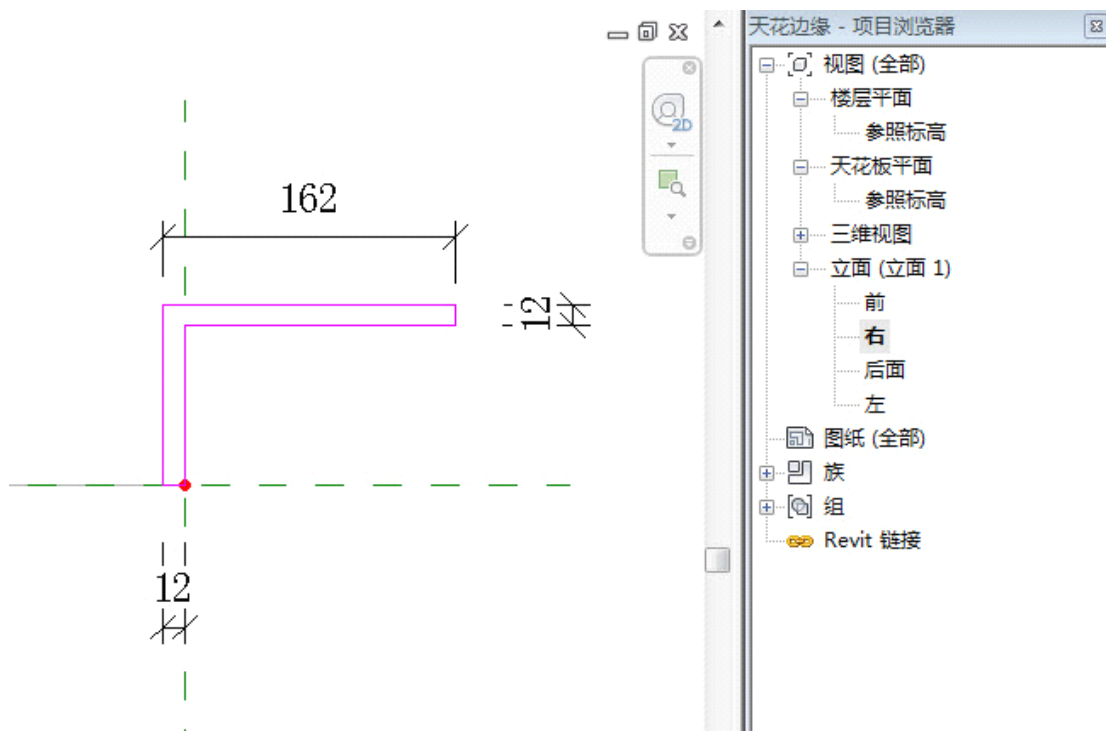 天花边缘 - 项目浏览器
视图 (全部)
楼层平面
参照标高
天花板平面
参照标高
三维视图
立面 (立面 1)
前
右
后面
左
图纸 (全部)
族
组
Revit 链接
2D
162
12
12